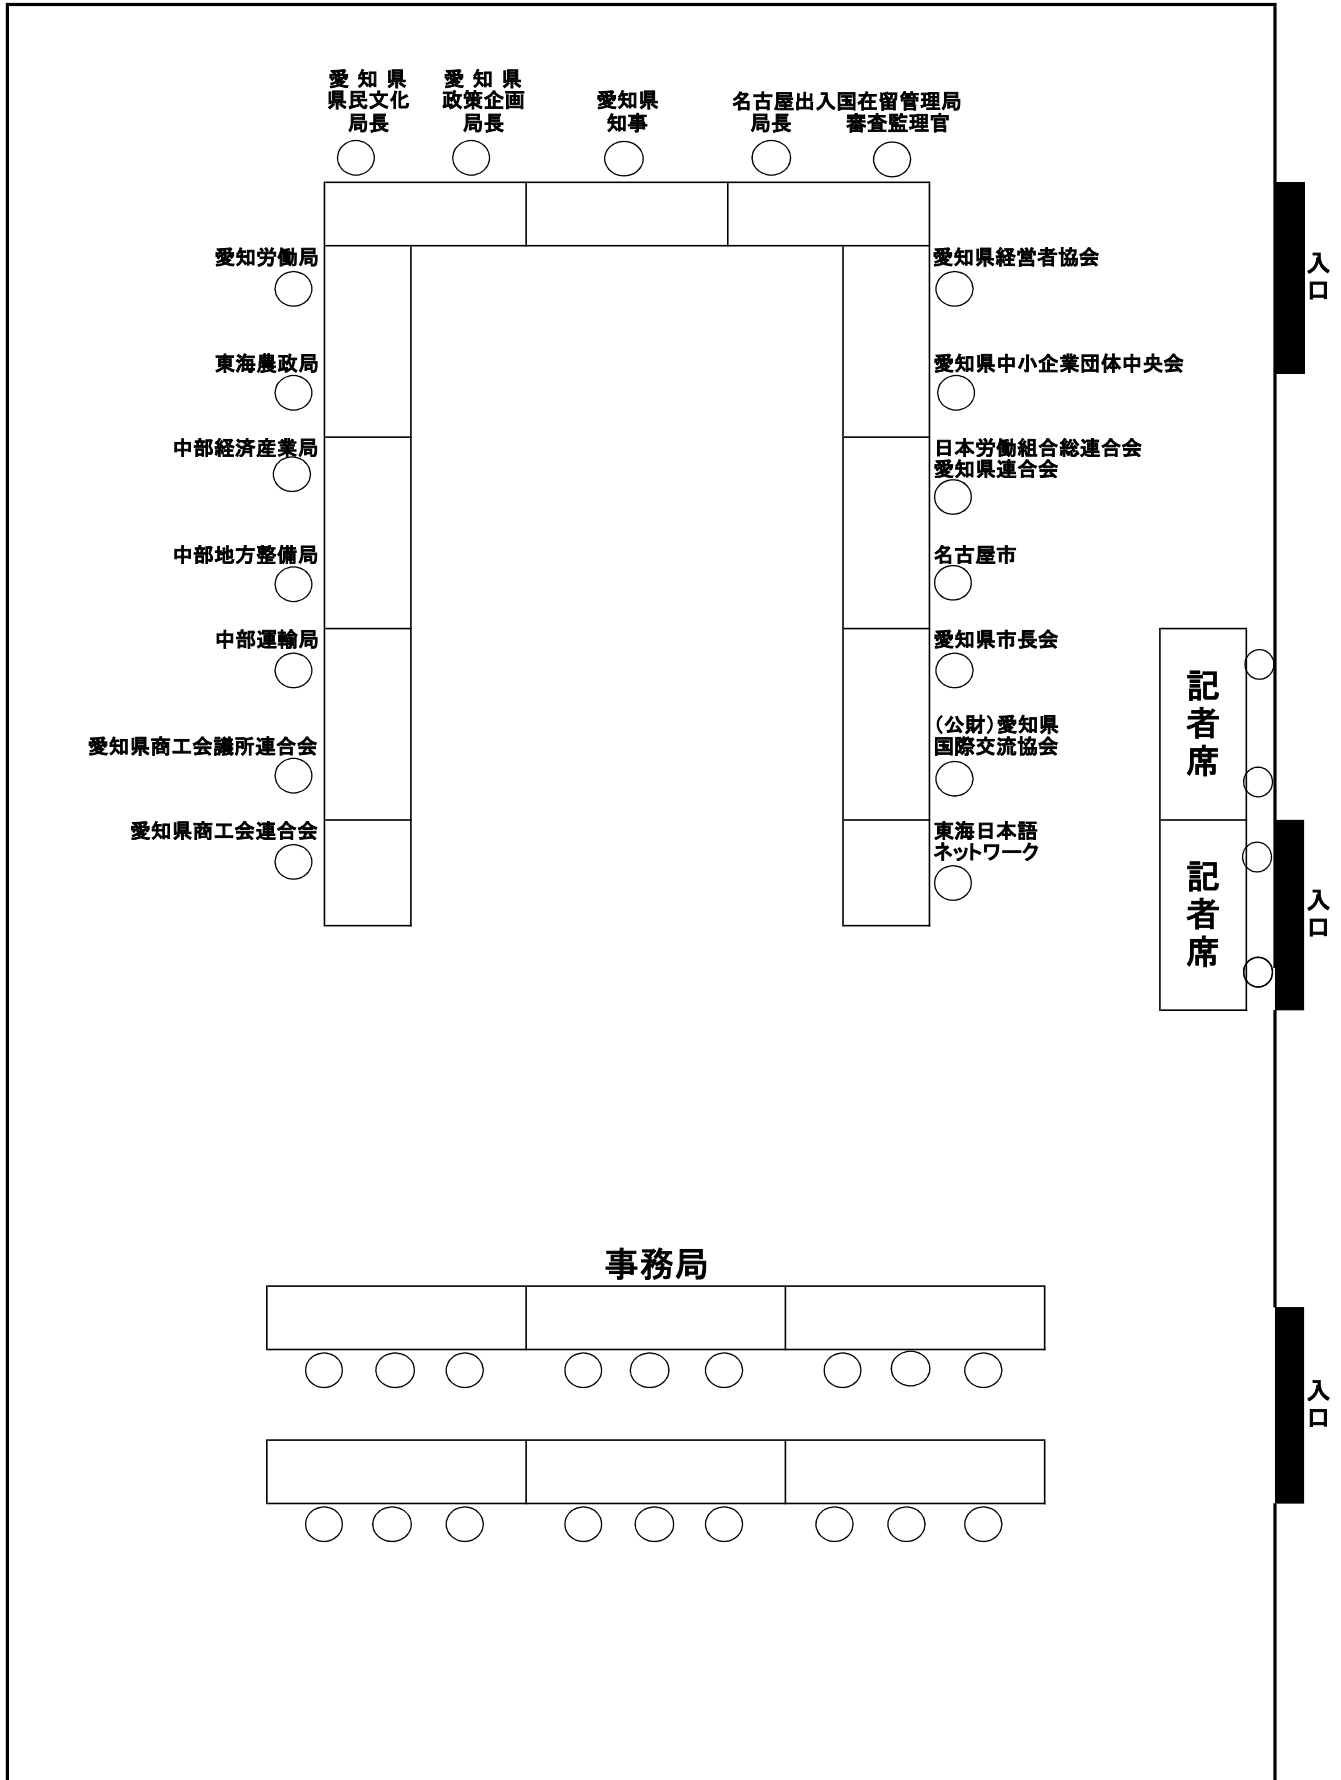 愛知県
県民文化
局長
愛知県
政策企画
局長
愛知県
知事
名古屋出入国在留管理局
局長 審査監理官
愛知労働局
東海農政局
中部経済産業局
中部地方整備局
中部運輸局
愛知県商工会議所連合会
愛知県商工会連合会
愛知県経営者協会
愛知県中小企業団体中央会
日本労働組合総連合会
愛知県連合会
名古屋市
愛知県市長会
（公財）愛知県
国際交流協会
東海日本語
ネットワーク
記者席
記者席
入口
入口
入口
事務局